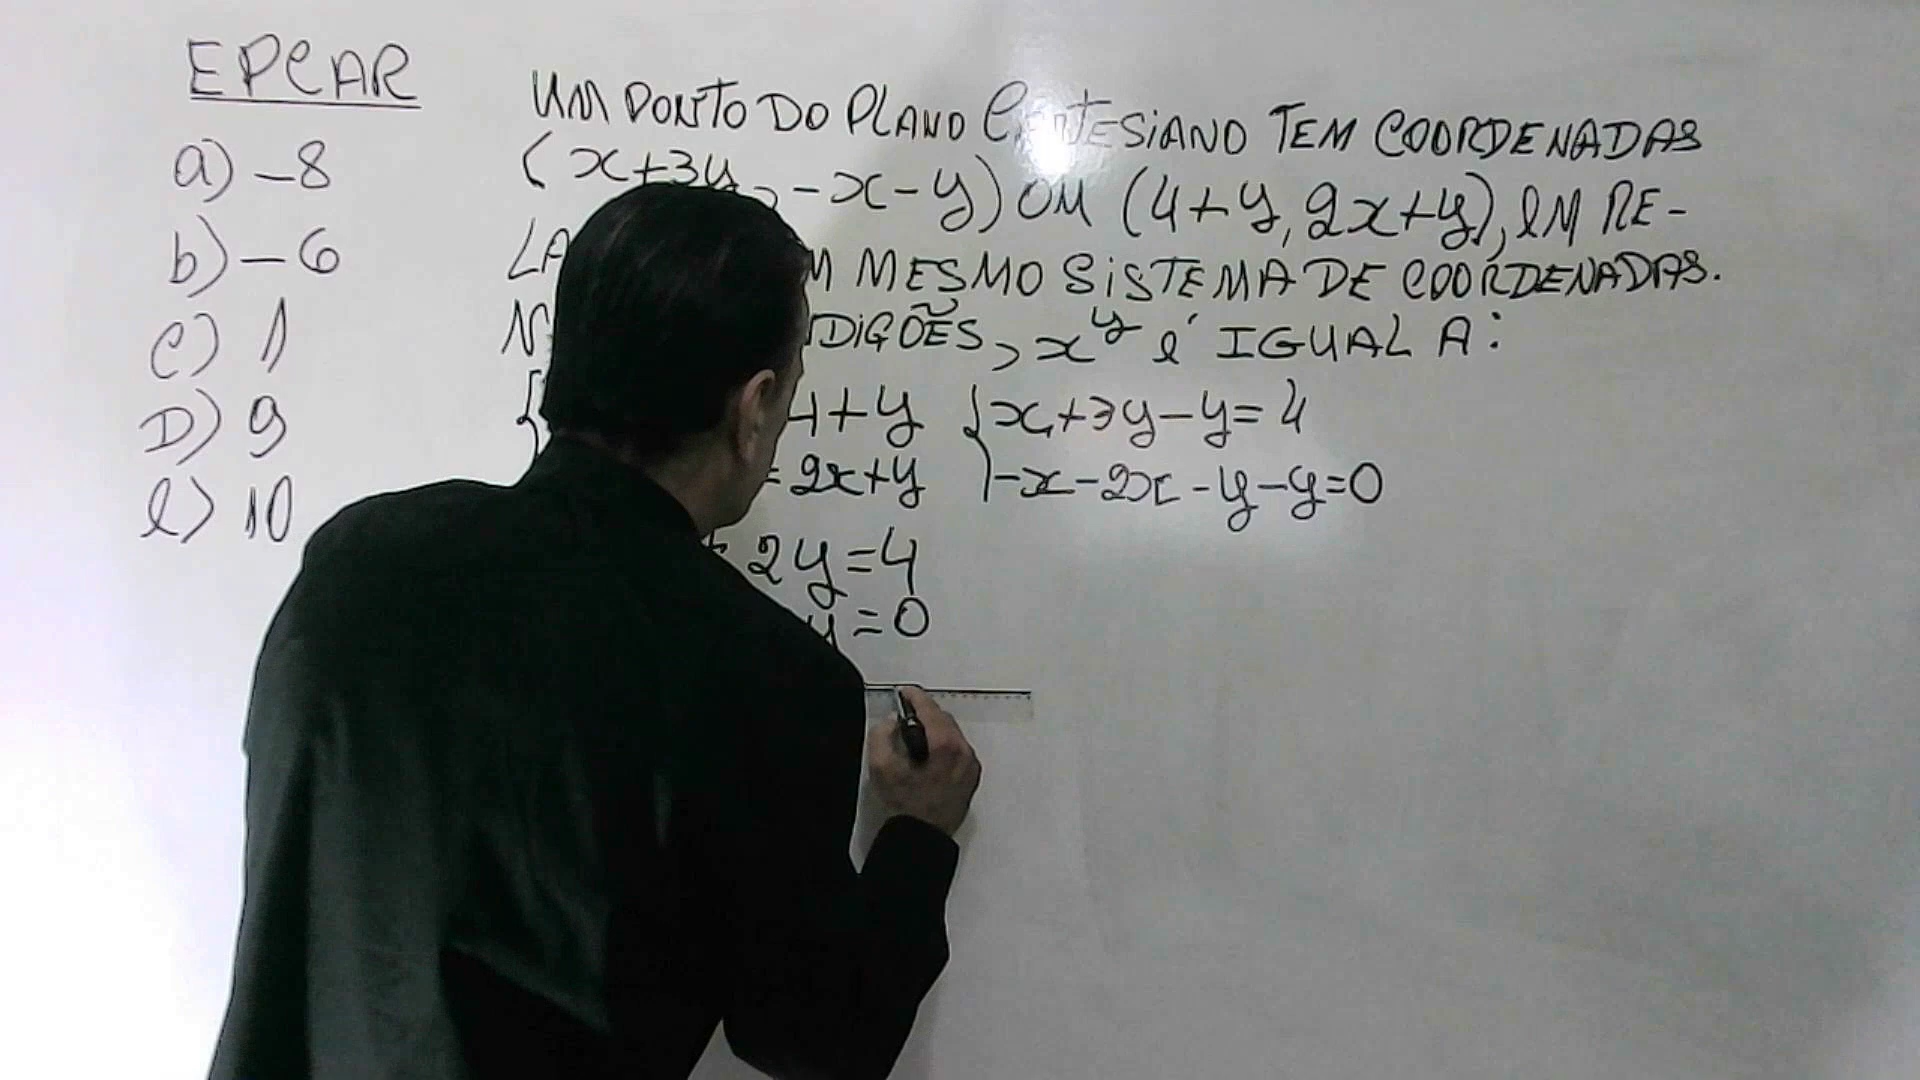 EPCAR
a) -8
b) -6
c) 1
D) 9
e) 10
UM PONTO DO PLANO CARTESIANO TEM COORDENADAS
(x+3y, -x-y) OU (4+y, 2x+y), EM RE-
MESMO SISTEMA DE COORDENADAS.
x^y é IGUAL A:
4+y { x+3y-y=4
=2x+y -x-2x-y-y=0
2y=4
y=0